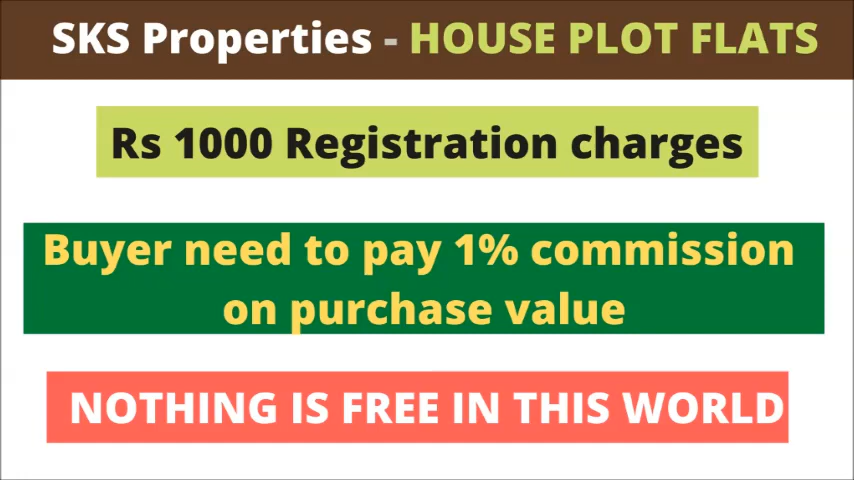 SKS Properties - HOUSE PLOT FLATS
Rs 1000 Registration charges
Buyer need to pay 1% commission
on purchase value
NOTHING IS FREE IN THIS WORLD